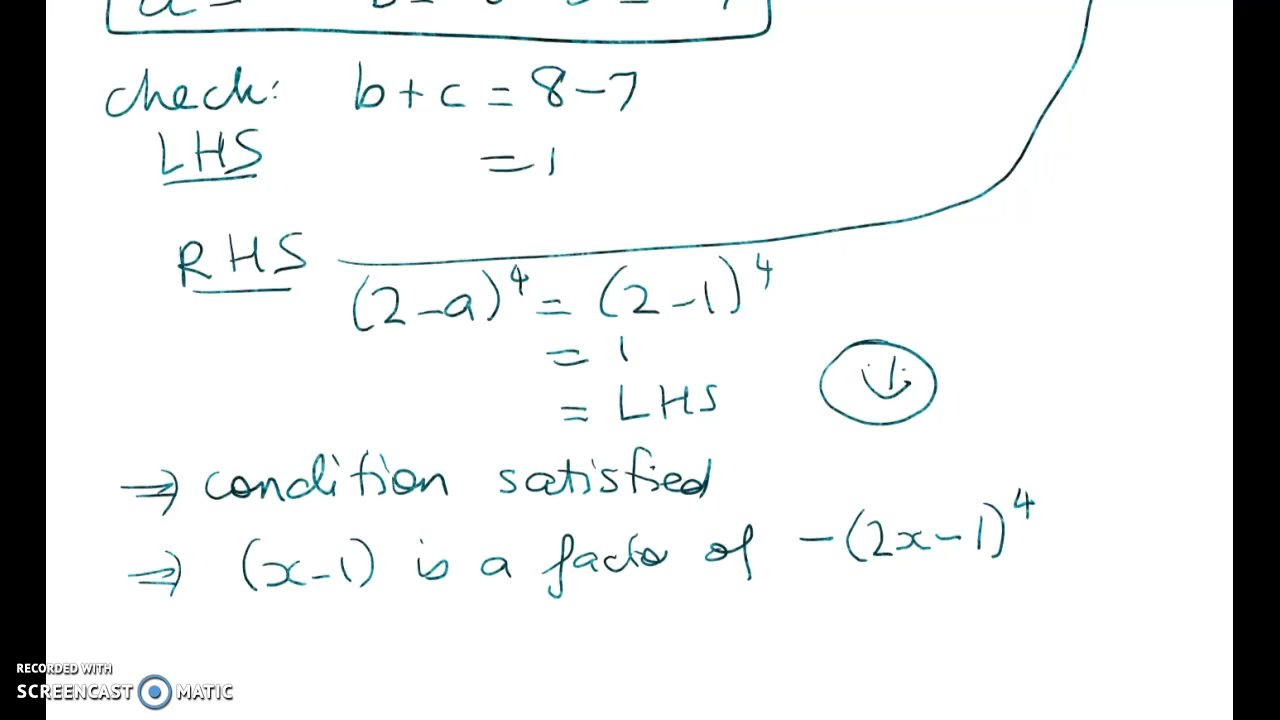 check: b + c = 8 - 7
LHS = 1
RHS
(2 - a)⁴ = (2 - 1)⁴
= 1
= LHS
⇒ condition satisfied
⇒ (x - 1) is a factor of - (2x - 1)⁴
RECORDED WITH
SCREENCAST MATIC